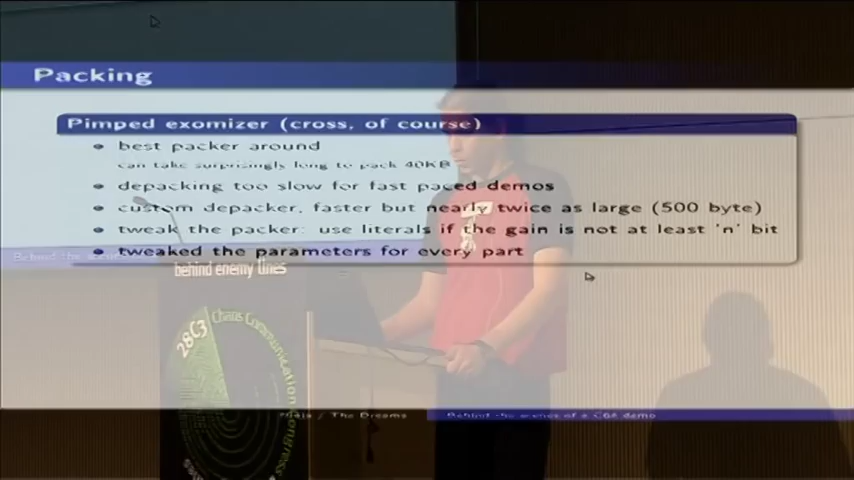 Packing
Pimped exomizer (cross, of course)
best packer around
can take surprisingly long to pack 40KB
depacking too slow for fast paced demos
custom depacker, faster but nearly twice as large (500 byte)
tweak the packer: use literals if the gain is not at least 'n' bit
tweaked the parameters for every part
Behind the scenes
behind enemy lines
28C3 Chaos Communication Congress
/ The Dreams
Behind the scenes of a C64 demo